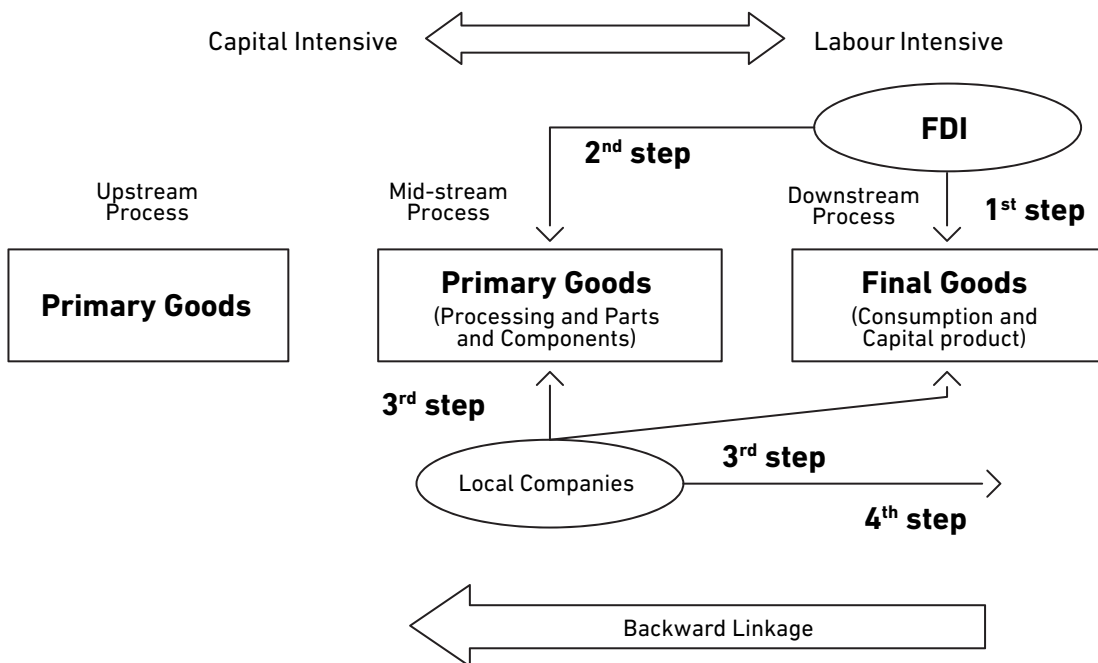 Capital Intensive
Labour Intensive
FDI
2nd step
Upstream
Process
Mid-stream
Process
Downstream
Process
1st step
Primary Goods
Primary Goods
(Processing and Parts
and Components)
Final Goods
(Consumption and
Capital product)
3rd step
Local Companies
3rd step
4th step
Backward Linkage